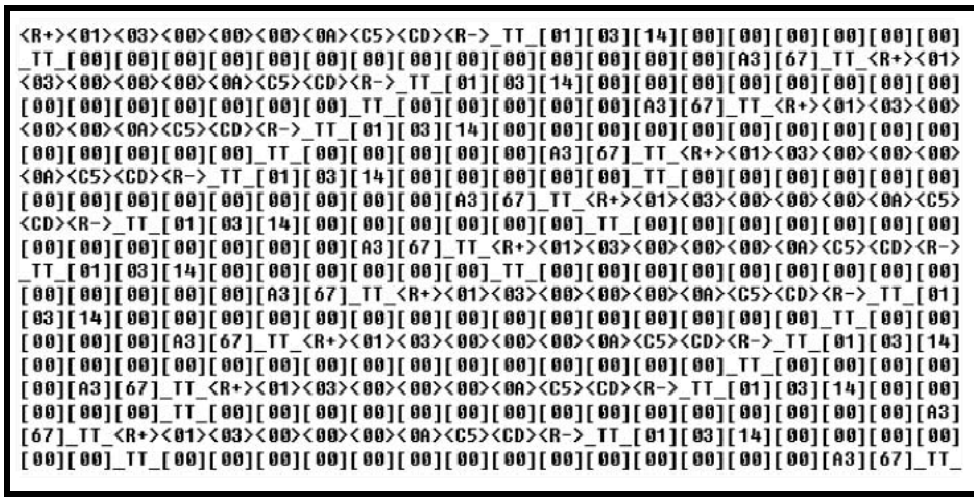 <R+><01><03><00><00><00><0A><C5><CD><R->_TT_[01][03][14][00][00][00][00][00][00]
_TT_[00][00][00][00][00][00][00][00][00][00][00][00][00][00][A3][67]_TT_<R+><01>
<03><00><00><00><0A><C5><CD><R->_TT_[01][03][14][00][00][00][00][00][00][00][00]
[00][00][00][00][00][00][00]_TT_[00][00][00][00][00][A3][67]_TT_<R+><01><03><00>
<00><00><0A><C5><CD><R->_TT_[01][03][14][00][00][00][00][00][00][00][00][00][00]
[00][00][00][00][00]_TT_[00][00][00][00][00][A3][67]_TT_<R+><01><03><00><00><00>
<0A><C5><CD><R->_TT_[01][03][14][00][00][00][00][00]_TT_[00][00][00][00][00][00]
[00][00][00][00][00][00][00][00][00][A3][67]_TT_<R+><01><03><00><00><00><0A><C5>
<CD><R->_TT_[01][03][14][00][00][00][00][00][00]_TT_[00][00][00][00][00][00][00]
[00][00][00][00][00][00][00][A3][67]_TT_<R+><01><03><00><00><00><0A><C5><CD><R->
_TT_[01][03][14][00][00][00][00][00][00]_TT_[00][00][00][00][00][00][00][00][00]
[00][00][00][00][00][A3][67]_TT_<R+><01><03><00><00><00><0A><C5><CD><R->_TT_[01]
[03][14][00][00][00][00][00][00][00][00][00][00][00][00][00][00][00]_TT_[00][00]
[00][00][00][A3][67]_TT_<R+><01><03><00><00><00><0A><C5><CD><R->_TT_[01][03][14]
[00][00][00][00][00][00][00][00][00][00][00][00][00][00][00]_TT_[00][00][00][00]
[00][A3][67]_TT_<R+><01><03><00><00><00><0A><C5><CD><R->_TT_[01][03][14][00][00]
[00][00][00]_TT_[00][00][00][00][00][00][00][00][00][00][00][00][00][00][00][A3]
[67]_TT_<R+><01><03><00><00><00><0A><C5><CD><R->_TT_[01][03][14][00][00][00][00]
[00][00]_TT_[00][00][00][00][00][00][00][00][00][00][00][00][00][00][A3][67]_TT_